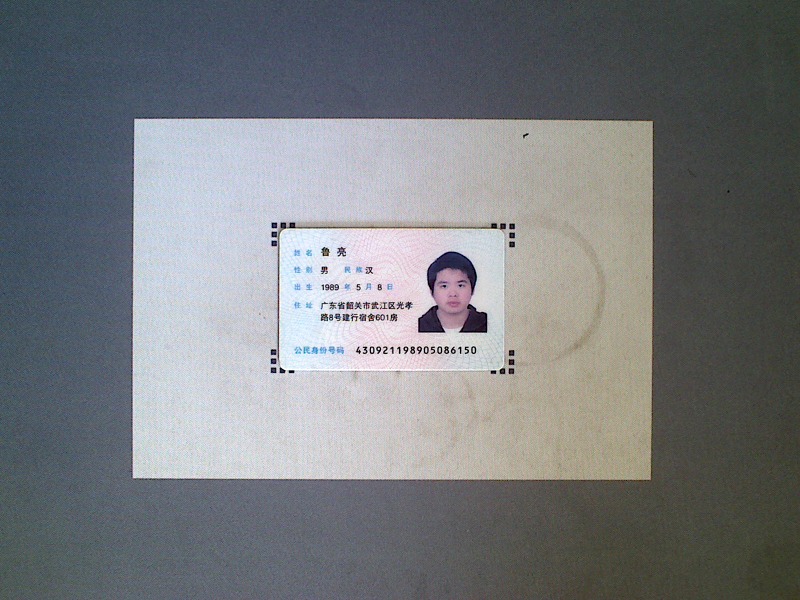 姓名 鲁亮
性别 男 民族 汉
出生 1989 年 5 月 8 日
住址 广东省韶关市武江区光孝
路8号建行宿舍601房
公民身份号码 430921198905086150